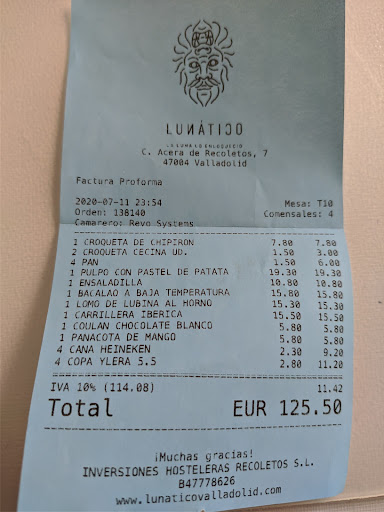 LUNÁTICO
LA LUNA LO ENLOQUECIÓ
C. Acera de Recoletos, 7
47004 Valladolid
Factura Proforma
2020-07-11 23:54 Mesa: T10
Orden: 138140 Comensales: 4
Camarero: Revo Systems
1 CROQUETA DE CHIPIRON 7.80 7.80
2 CROQUETA CECINA UD. 1.50 3.00
4 PAN 1.50 6.00
1 PULPO CON PASTEL DE PATATA 19.30 19.30
1 ENSALADILLA 10.80 10.80
1 BACALAO A BAJA TEMPERATURA 15.80 15.80
1 LOMO DE LUBINA AL HORNO 15.30 15.30
1 CARRILLERA IBERICA 15.50 15.50
1 COULAN CHOCOLATE BLANCO 5.80 5.80
1 PANACOTA DE MANGO 5.80 5.80
4 CANA HEINEKEN 2.30 9.20
4 COPA YLERA 5.5 2.80 11.20
IVA 10% (114.08) 11.42
Total EUR 125.50
¡Muchas gracias!
INVERSIONES HOSTELERAS RECOLETOS S.L.
B47778626
www.lunaticovalladolid.com